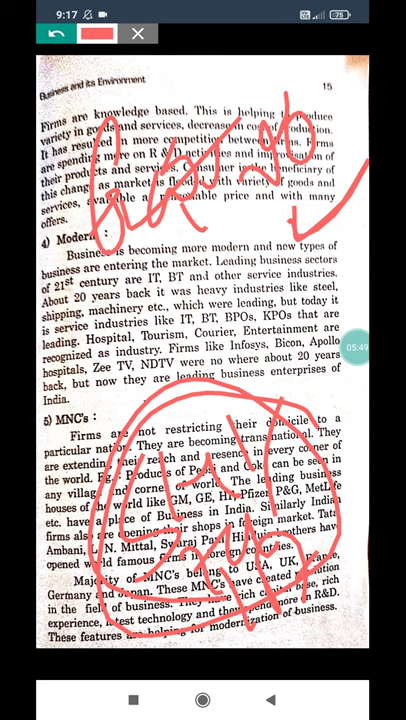 9:17
75
Business and its Environment
15
Firms are knowledge based. This is helping to produce
variety in goods and services, decrease in cost of production.
It has resulted in more competition between firms. Firms
are spending more on R & D activities and improvisation of
their products and services. Consumer is the beneficiary of
this change as market is flooded with variety of goods and
services, available at reasonable price and with many
offers.
4) Modern :
Business is becoming more modern and new types of
business are entering the market. Leading business sectors
of 21st century are IT, BT and other service industries.
About 20 years back it was heavy industries like steel,
shipping, machinery etc., which were leading, but today it
is service industries like IT, BT, BPOs, KPOs that are
leading. Hospital, Tourism, Courier, Entertainment are
recognized as industry. Firms like Infosys, Bicon, Apollo
hospitals, Zee TV, NDTV were no where about 20 years
back, but now they are leading business enterprises of
India.
05:49
5) MNC's :
Firms are not restricting their domicile to a
particular nation. They are becoming transnational. They
are extending their reach and presence in every corner of
the world. Eg. : Products of Pepsi and Coke can be seen in
any village and corner of world. The leading business
houses of the world like GM, GE, HP, Pfizer, P&G, MetLife
etc. have a place of Business in India. Similarly Indian
firms also are opening their shops in foreign market. Tata
Ambani, L. N. Mittal, Swaraj Paul, Hinduja brothers have
opened world famous firms in foreign countries.
Majority of MNC's belong to USA, UK, France,
Germany and Japan. These MNC's have created revolution
in the field of business. They have rich capital base, rich
experience, latest technology and they spend more on R&D.
These features are helping for modernization of business.